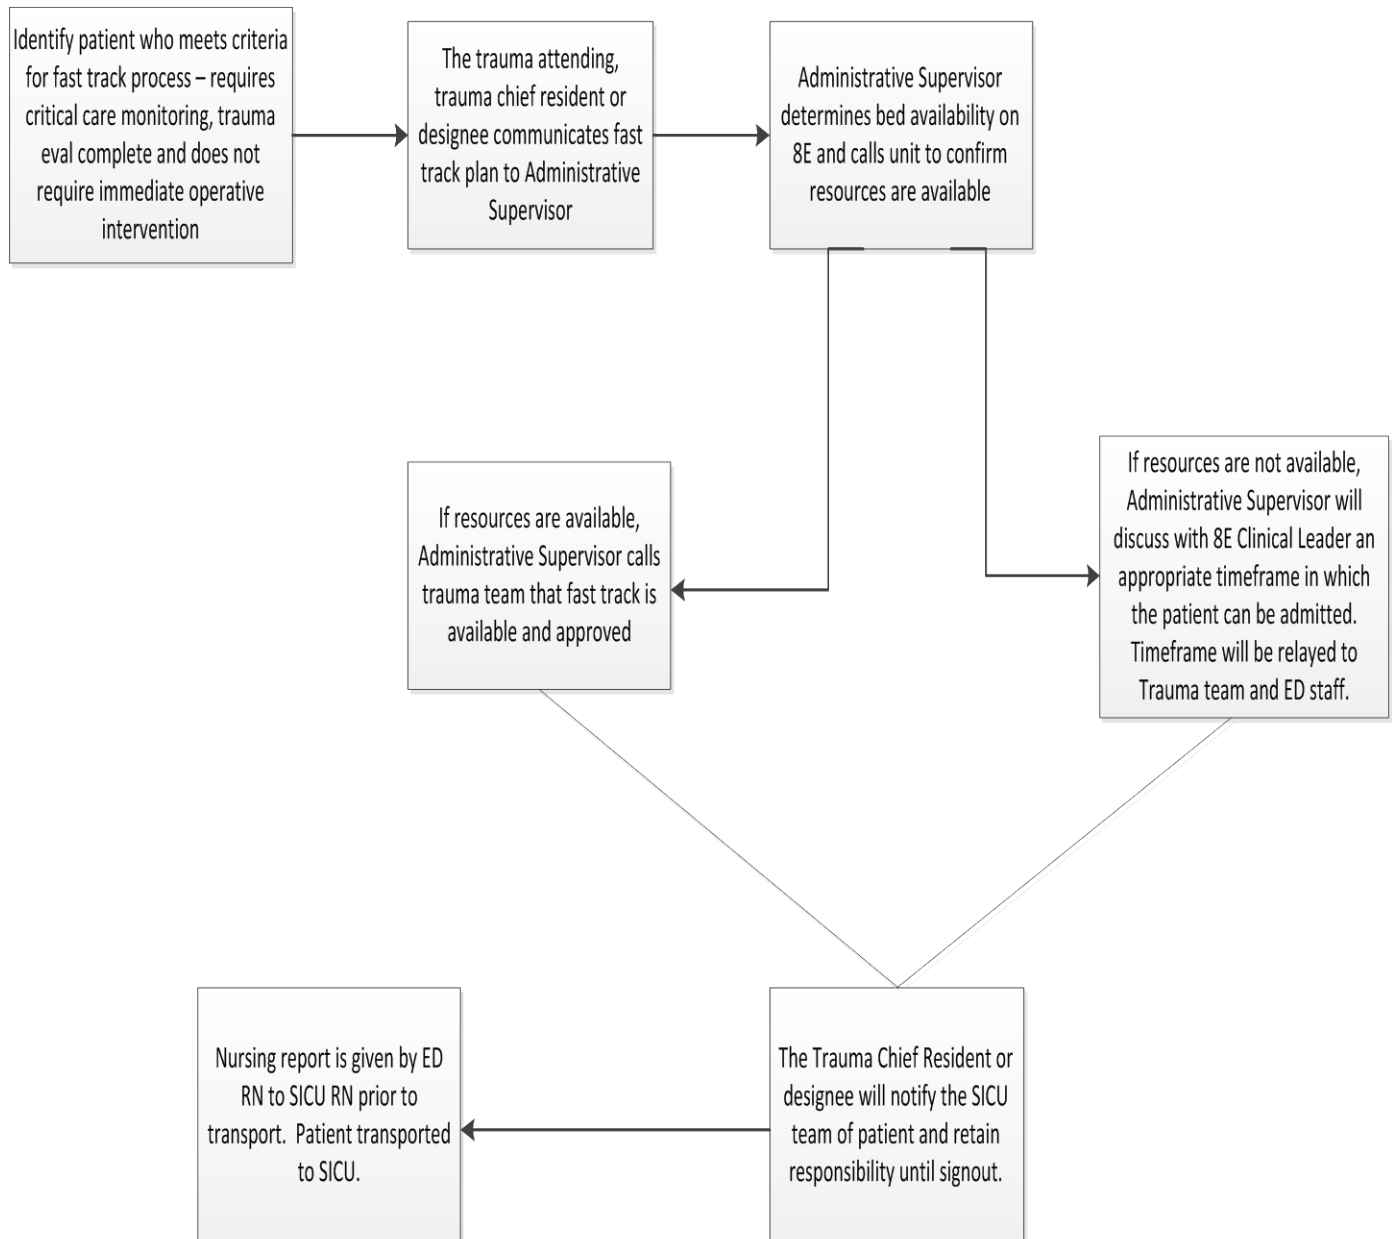 Identify patient who meets criteria
for fast track process – requires
critical care monitoring, trauma
eval complete and does not
require immediate operative
intervention
The trauma attending,
trauma chief resident or
designee communicates fast
track plan to Administrative
Supervisor
Administrative Supervisor
determines bed availability on
8E and calls unit to confirm
resources are available
If resources are available,
Administrative Supervisor calls
trauma team that fast track is
available and approved
If resources are not available,
Administrative Supervisor will
discuss with 8E Clinical Leader an
appropriate timeframe in which
the patient can be admitted.
Timeframe will be relayed to
Trauma team and ED staff.
The Trauma Chief Resident or
designee will notify the SICU
team of patient and retain
responsibility until signout.
Nursing report is given by ED
RN to SICU RN prior to
transport.  Patient transported
to SICU.